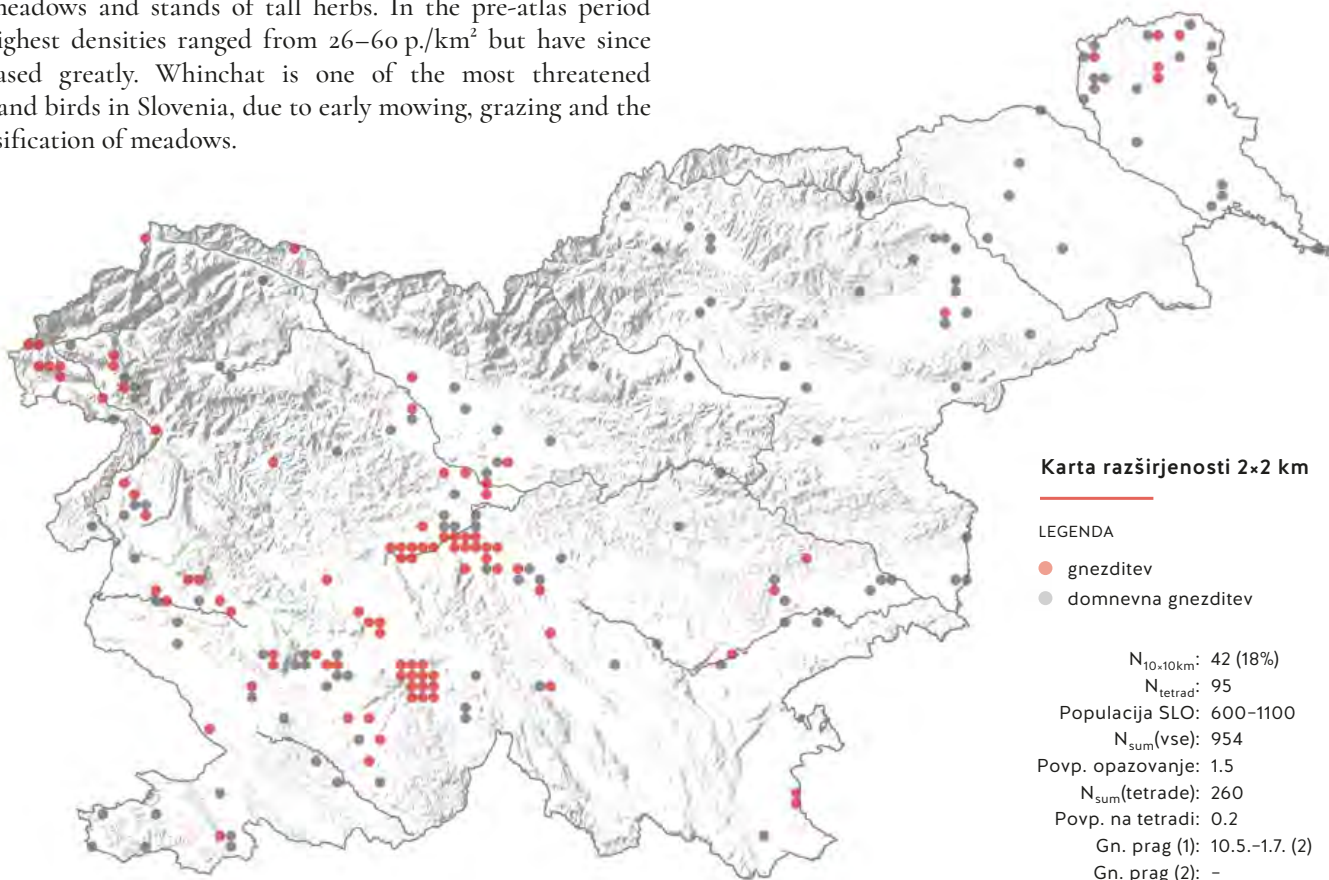 meadows and stands of tall herbs. In the pre-atlas period
ighest densities ranged from 26–60 p./km² but have since
ased greatly. Whinchat is one of the most threatened
and birds in Slovenia, due to early mowing, grazing and the
sification of meadows.
Karta razširjenosti 2×2 km
LEGENDA
gnezditev
domnevna gnezditev
N10×10km: 42 (18%)
Ntetrad: 95
Populacija SLO: 600–1100
Nsum(vse): 954
Povp. opazovanje: 1.5
Nsum(tetrade): 260
Povp. na tetradi: 0.2
Gn. prag (1): 10.5.–1.7. (2)
Gn. prag (2): –